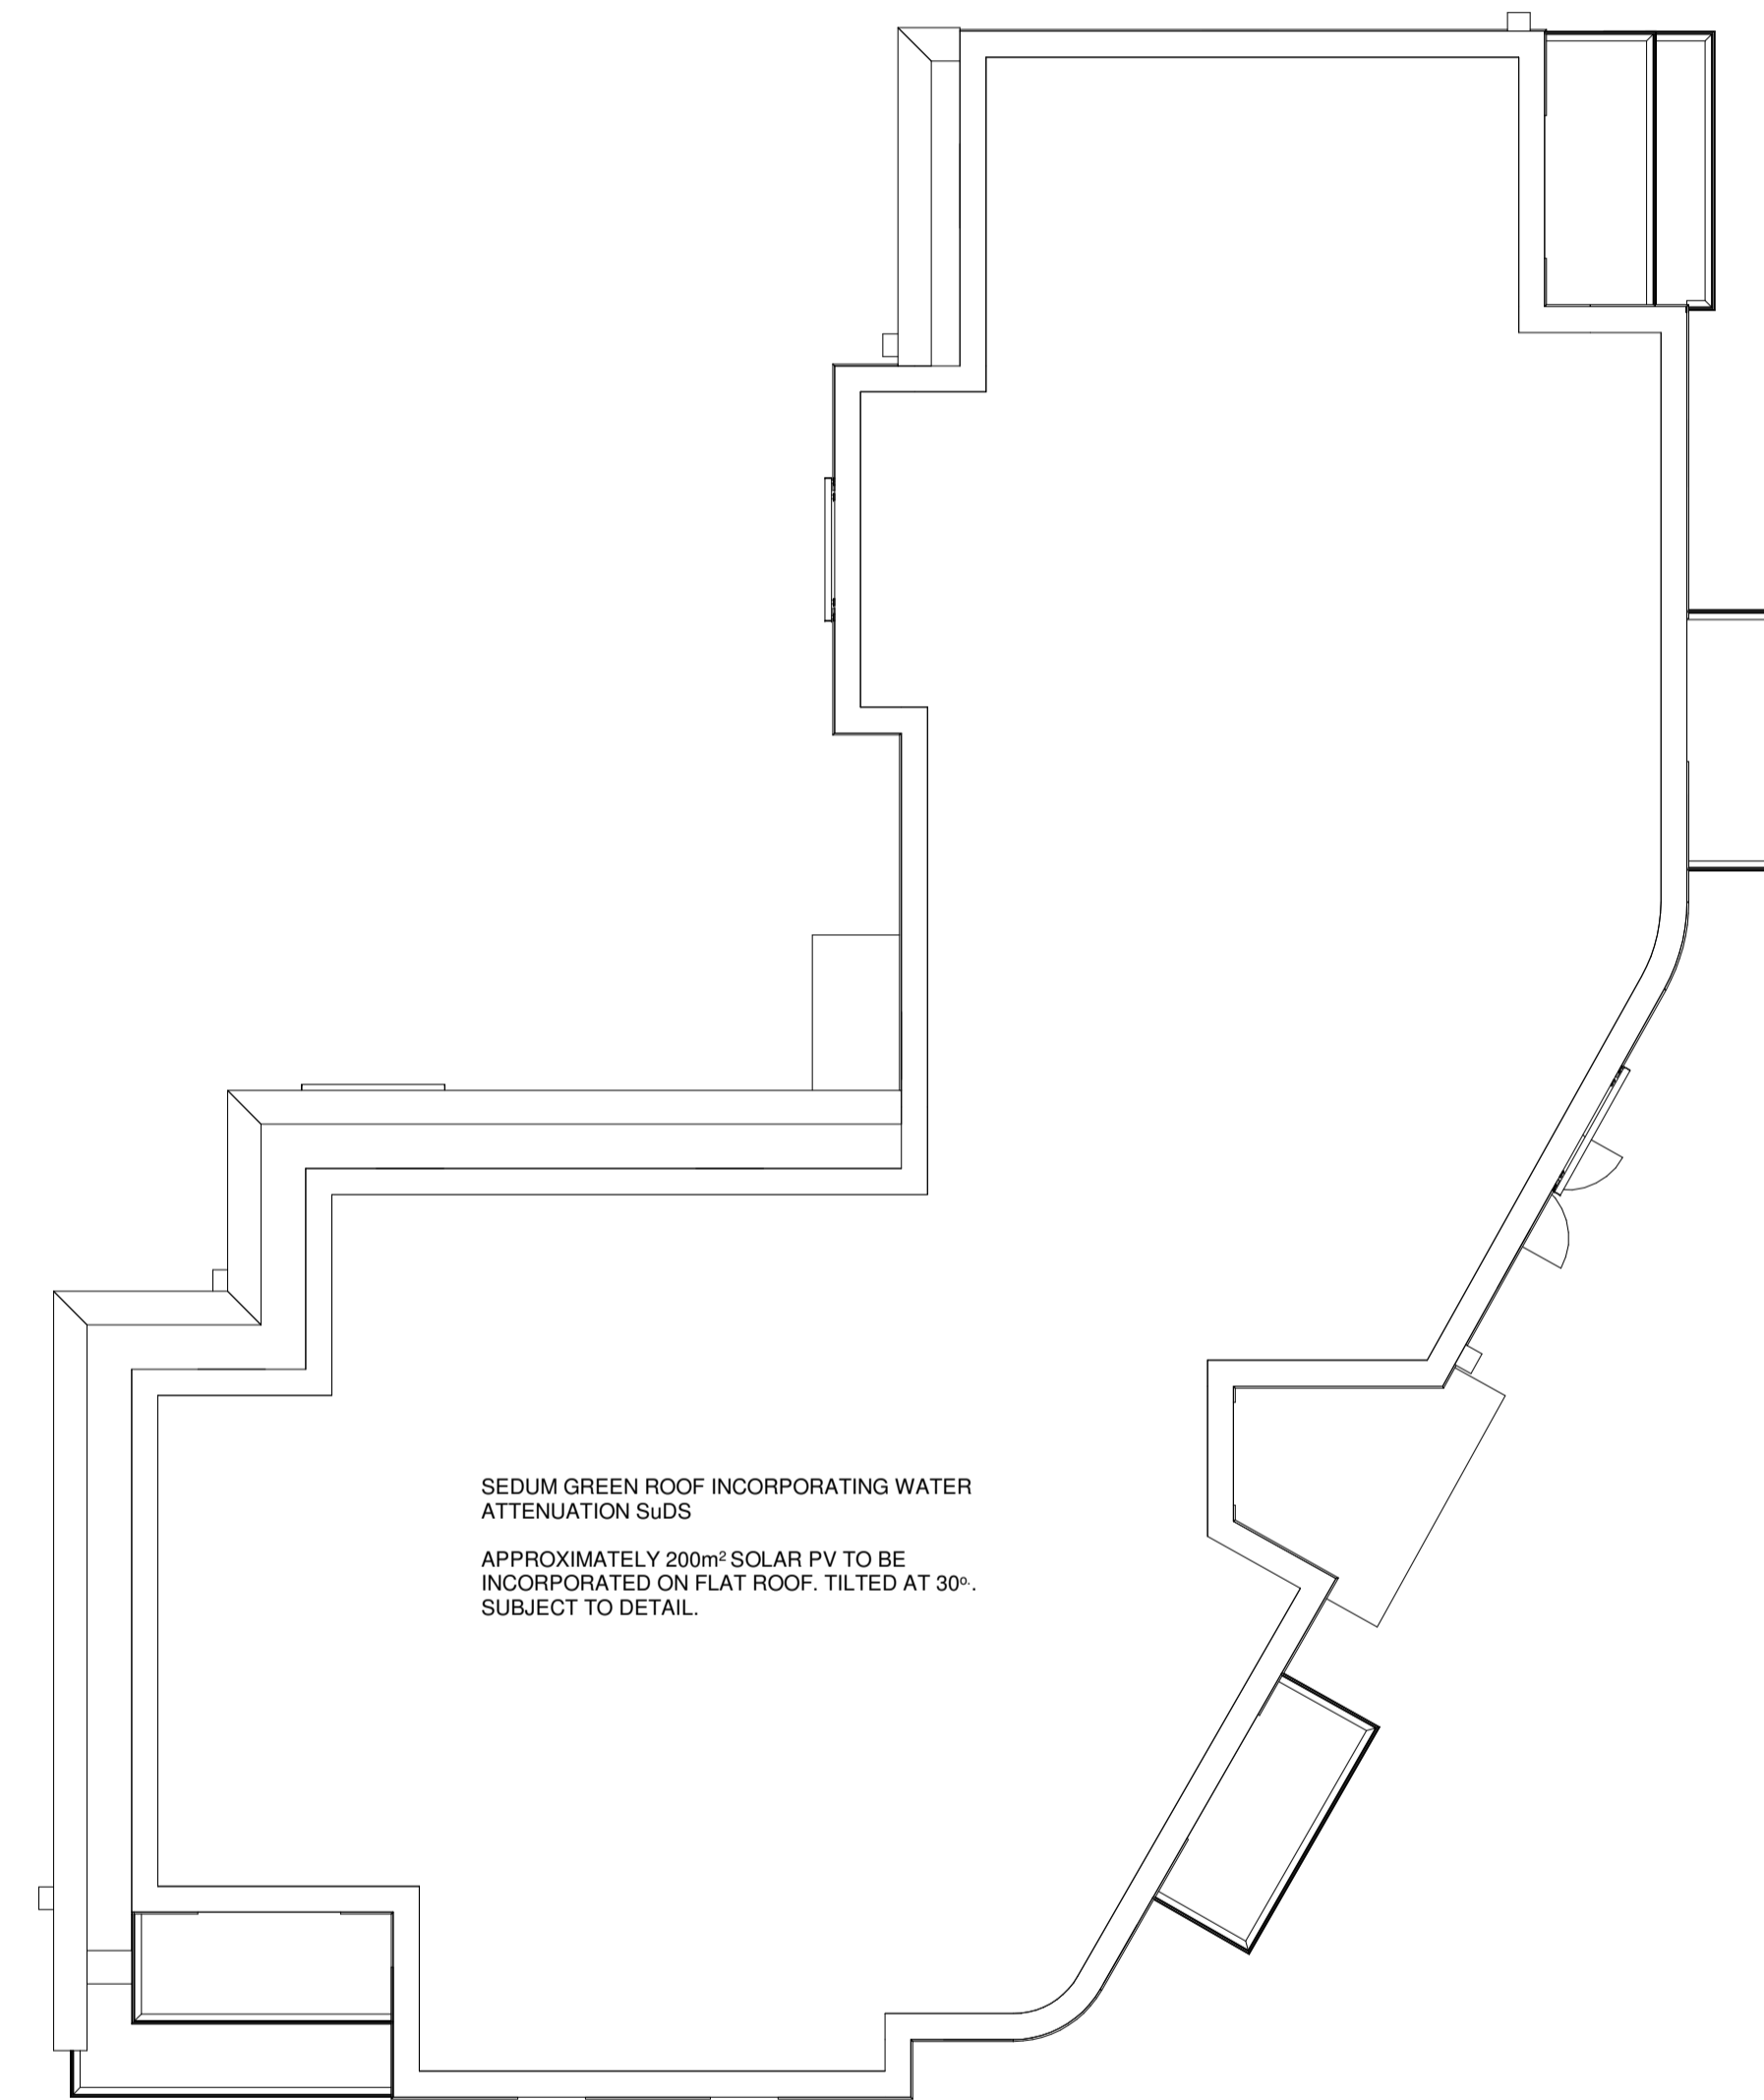 SEDUM GREEN ROOF INCORPORATING WATER
ATTENUATION SuDS
APPROXIMATELY 200m² SOLAR PV TO BE
INCORPORATED ON FLAT ROOF. TILTED AT 30º.
SUBJECT TO DETAIL.